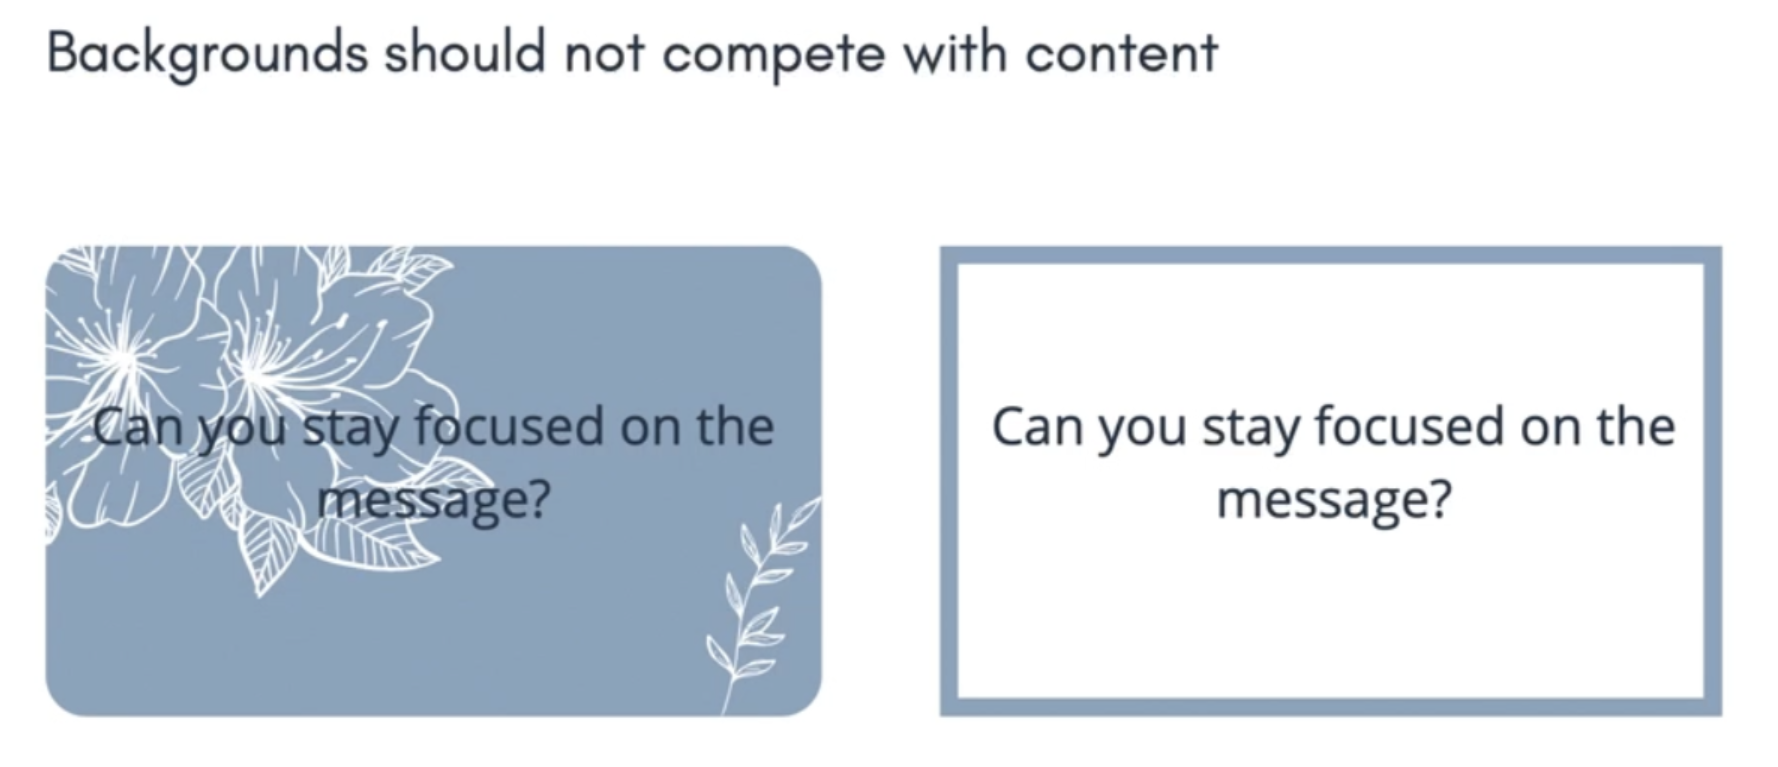 Backgrounds should not compete with content
Can you stay focused on the
message?
Can you stay focused on the
message?